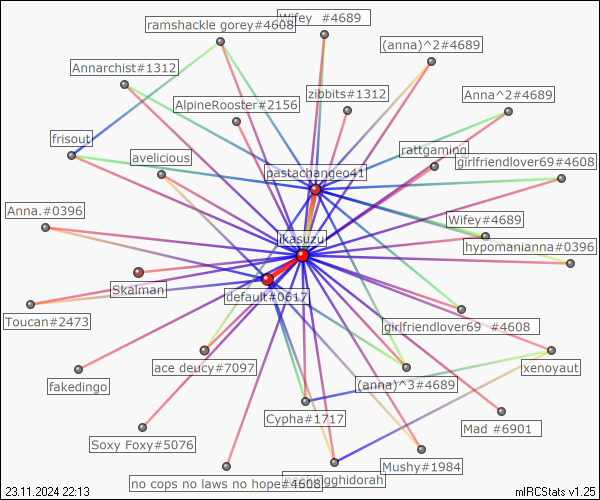 Wifey  #4689
ramshackle gorey#4608
(anna)^2#4689
Annarchist#1312
zibbits#1312
Anna^2#4689
AlpineRooster#2156
frisout
rattgaming
avelicious
girlfriendlover69#4608
pastachangeo41
Anna.#0396
Wifey#4689
ikasuzu
hypomanianna#0396
Skalman
default#0617
Toucan#2473
girlfriendlover69  #4608
ace deucy#7097
xenoyaut
fakedingo
(anna)^3#4689
Cypha#1717
Mad #6901
Soxy Foxy#5076
Mushy#1984
no cops no laws no hope#4608
23.11.2024 22:13
mIRCStats v1.25